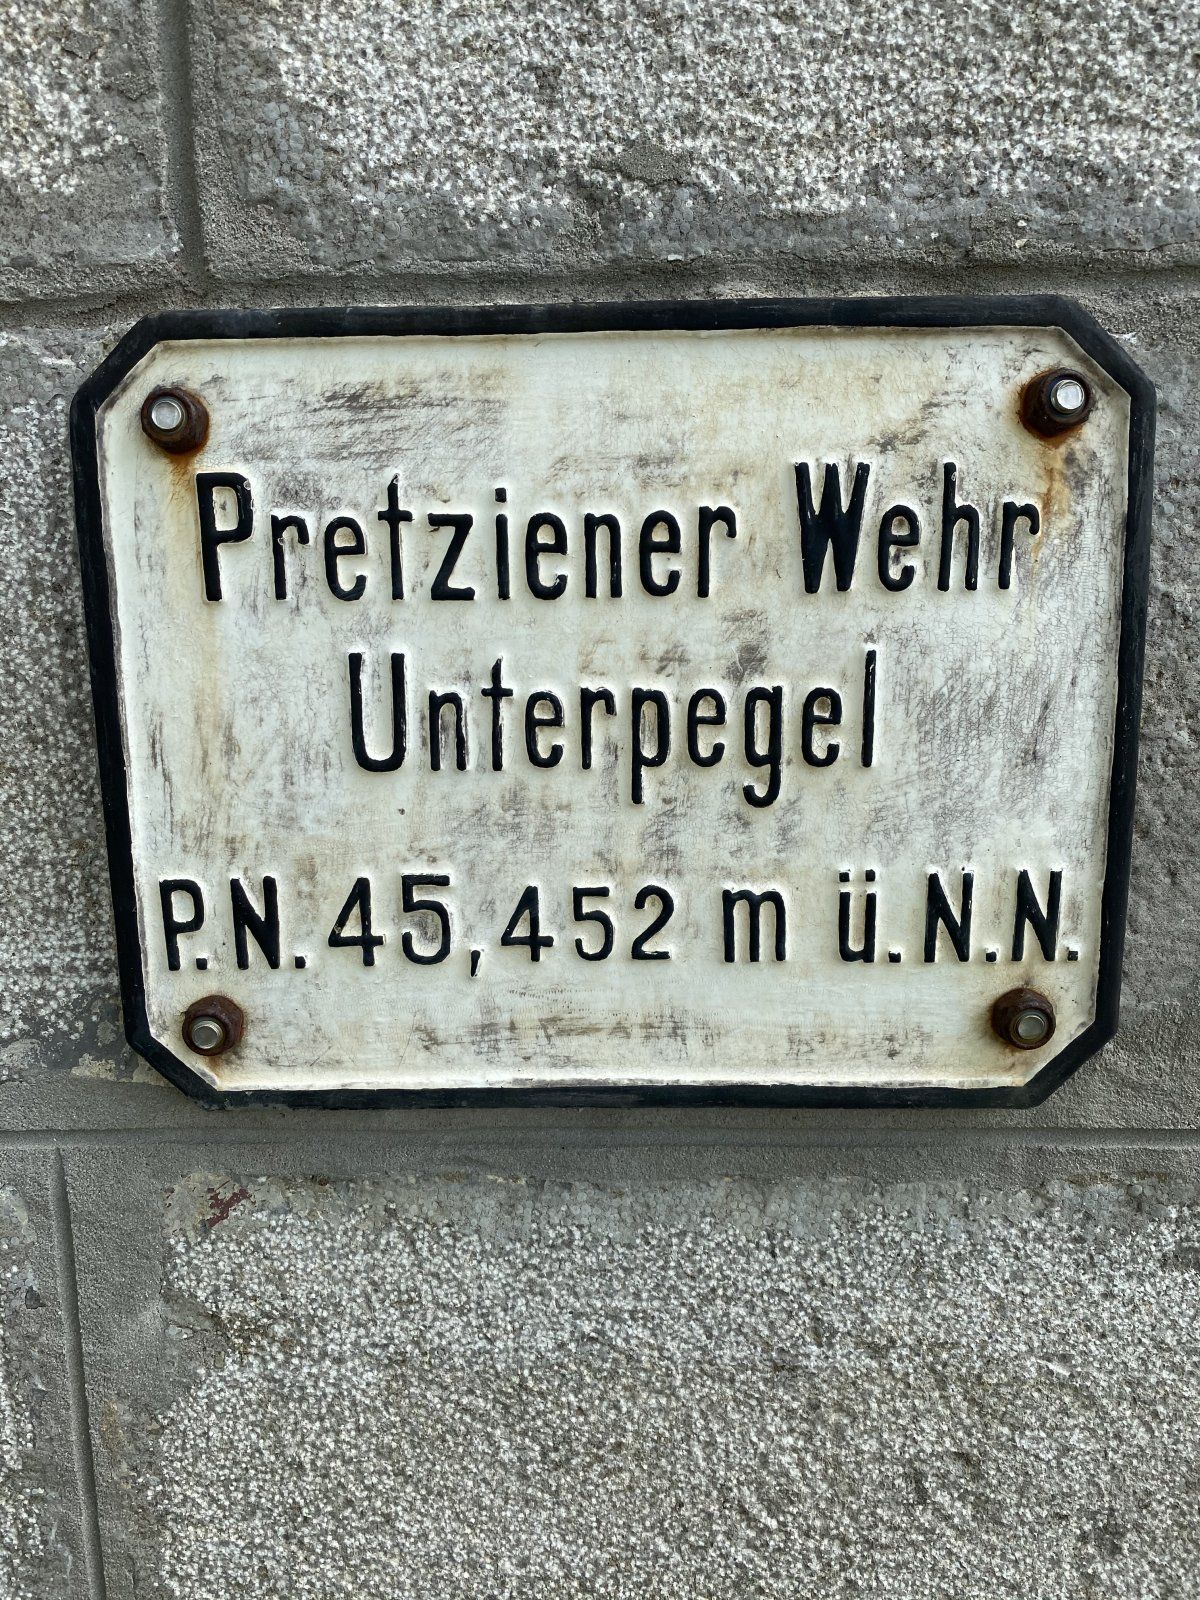 Pretziener Wehr
Unterpegel
P.N. 45,452 m ü.N.N.